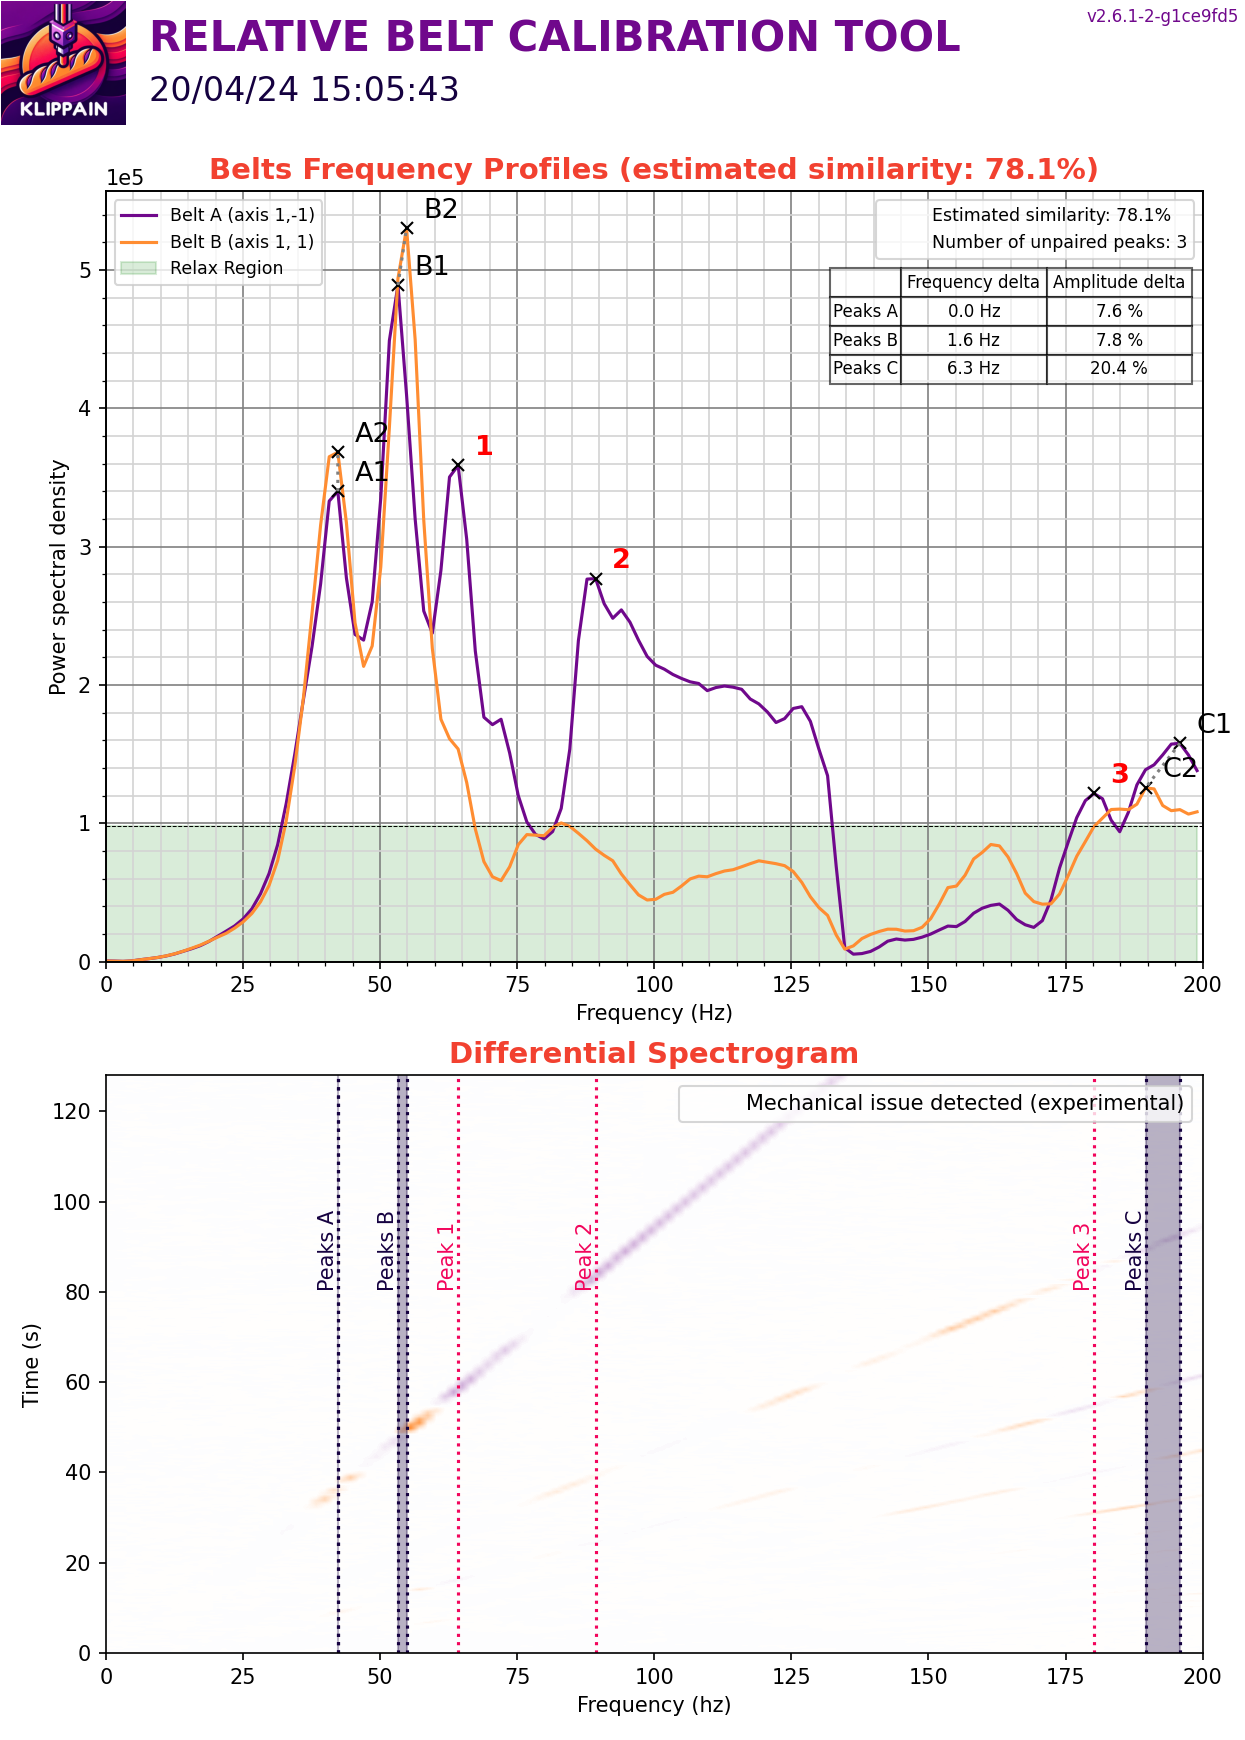 KLIPPAIN
RELATIVE BELT CALIBRATION TOOL
v2.6.1-2-g1ce9fd5
20/04/24 15:05:43
Belts Frequency Profiles (estimated similarity: 78.1%)
1e5
Belt A (axis 1,-1)
Belt B (axis 1, 1)
Relax Region
Estimated similarity: 78.1%
Number of unpaired peaks: 3
Frequency delta Amplitude delta
Peaks A 0.0 Hz 7.6 %
Peaks B 1.6 Hz 7.8 %
Peaks C 6.3 Hz 20.4 %
B2
B1
A2
A1
1
2
3
C1
C2
Power spectral density
5
4
3
2
1
0
0 25 50 75 100 125 150 175 200
Frequency (Hz)
Differential Spectrogram
Mechanical issue detected (experimental)
Peaks A
Peaks B
Peak 1
Peak 2
Peak 3
Peaks C
Time (s)
120
100
80
60
40
20
0
0 25 50 75 100 125 150 175 200
Frequency (hz)